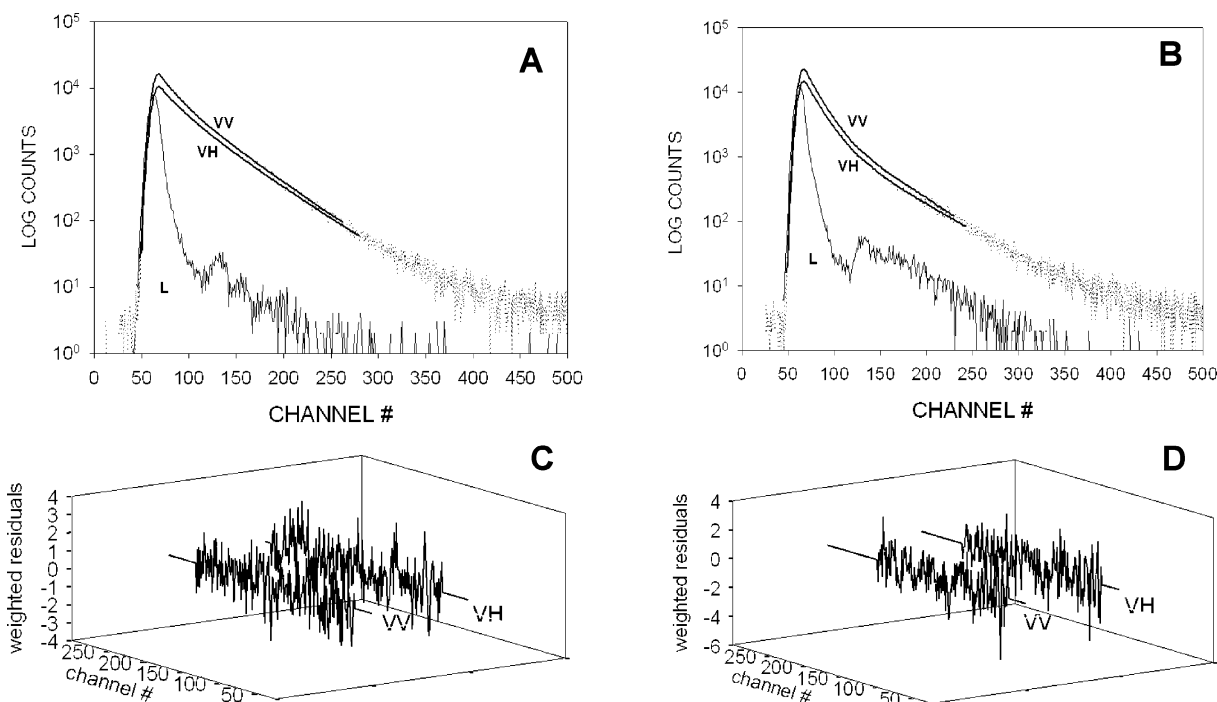 A
LOG COUNTS
10⁵
10⁴
10³
10²
10¹
10⁰
VV
VH
L
0 50 100 150 200 250 300 350 400 450 500
CHANNEL #
B
LOG COUNTS
10⁵
10⁴
10³
10²
10¹
10⁰
VV
VH
L
0 50 100 150 200 250 300 350 400 450 500
CHANNEL #
C
weighted residuals
4
3
2
1
0
-1
-2
-3
-4
VV
VH
250 200 150 100 50
channel #
D
weighted residuals
4
2
0
-2
-4
-6
VV
VH
250 200 150 100 50
channel #